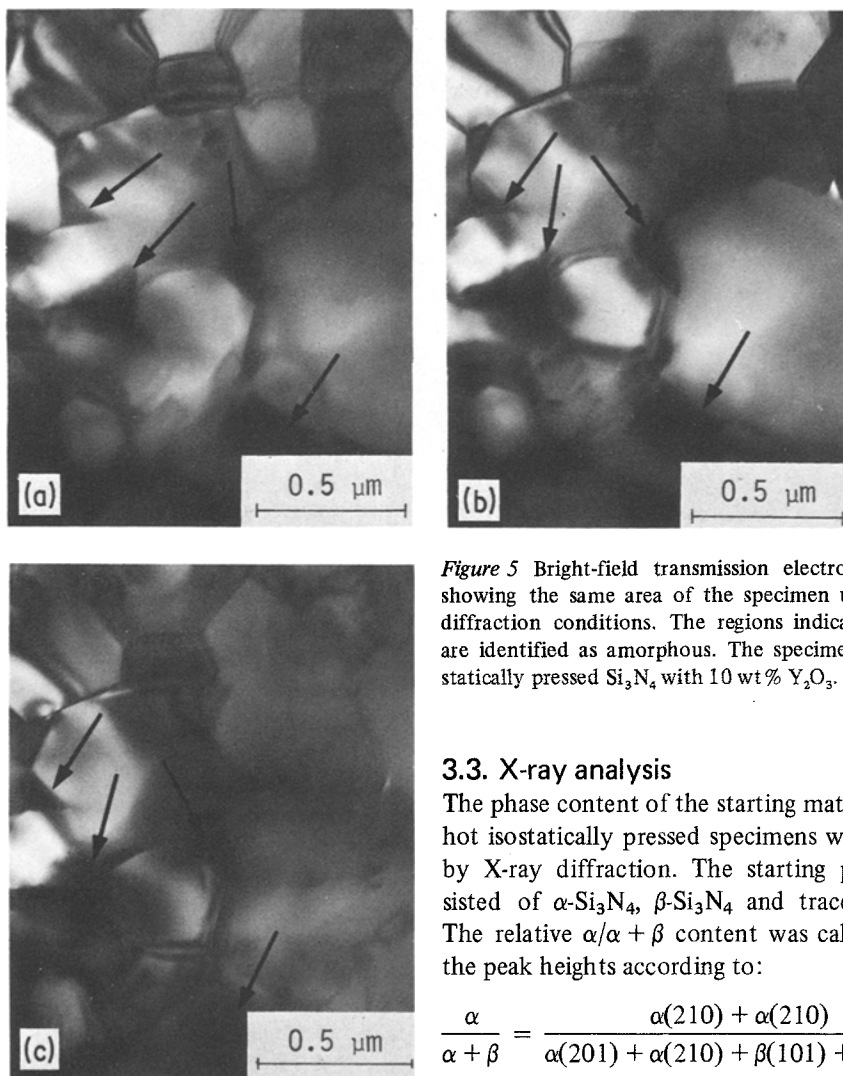 (a)
0.5 μm
(b)
0.5 μm
(c)
0.5 μm
Figure 5 Bright-field transmission electro
showing the same area of the specimen
diffraction conditions. The regions indica
are identified as amorphous. The specime
statically pressed Si₃N₄ with 10 wt % Y₂O₃.
3.3. X-ray analysis
The phase content of the starting mat
hot isostatically pressed specimens w
by X-ray diffraction. The starting
sisted of α-Si₃N₄, β-Si₃N₄ and trace
The relative α/α + β content was cal
the peak heights according to:
α/(α + β) = (α(210) + α(210))/(α(201) + α(210) + β(101) +